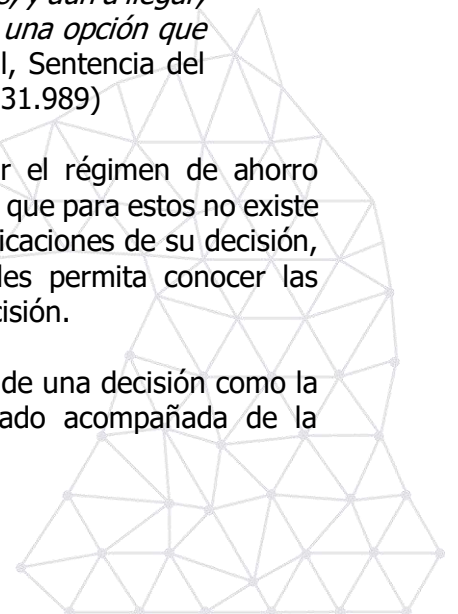 y aun a llegar,
una opción que
l, Sentencia del
31.989)
r el régimen de ahorro
que para estos no existe
icaciones de su decisión,
les permita conocer las
cisión.
de una decisión como la
ado acompañada de la